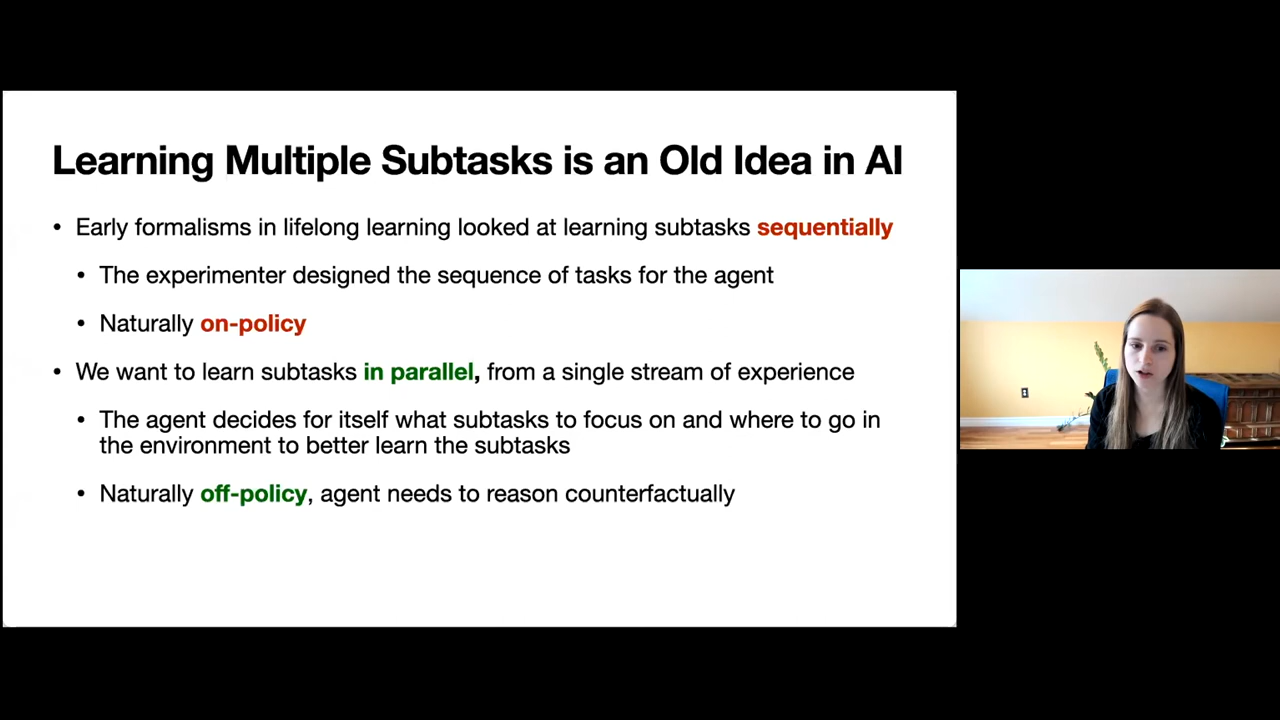 Learning Multiple Subtasks is an Old Idea in AI
• Early formalisms in lifelong learning looked at learning subtasks sequentially
• The experimenter designed the sequence of tasks for the agent
• Naturally on-policy
• We want to learn subtasks in parallel, from a single stream of experience
• The agent decides for itself what subtasks to focus on and where to go in
the environment to better learn the subtasks
• Naturally off-policy, agent needs to reason counterfactually